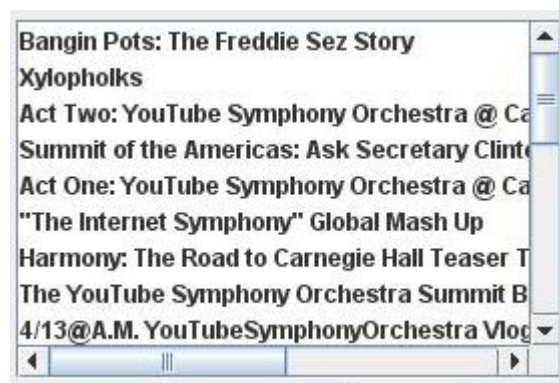 Bangin Pots: The Freddie Sez Story
Xylopholks
Act Two: YouTube Symphony Orchestra @ Ca
Summit of the Americas: Ask Secretary Clinte
Act One: YouTube Symphony Orchestra @ Ca
"The Internet Symphony" Global Mash Up
Harmony: The Road to Carnegie Hall Teaser T
The YouTube Symphony Orchestra Summit B
4/13@A.M. YouTubeSymphonyOrchestra Vlog